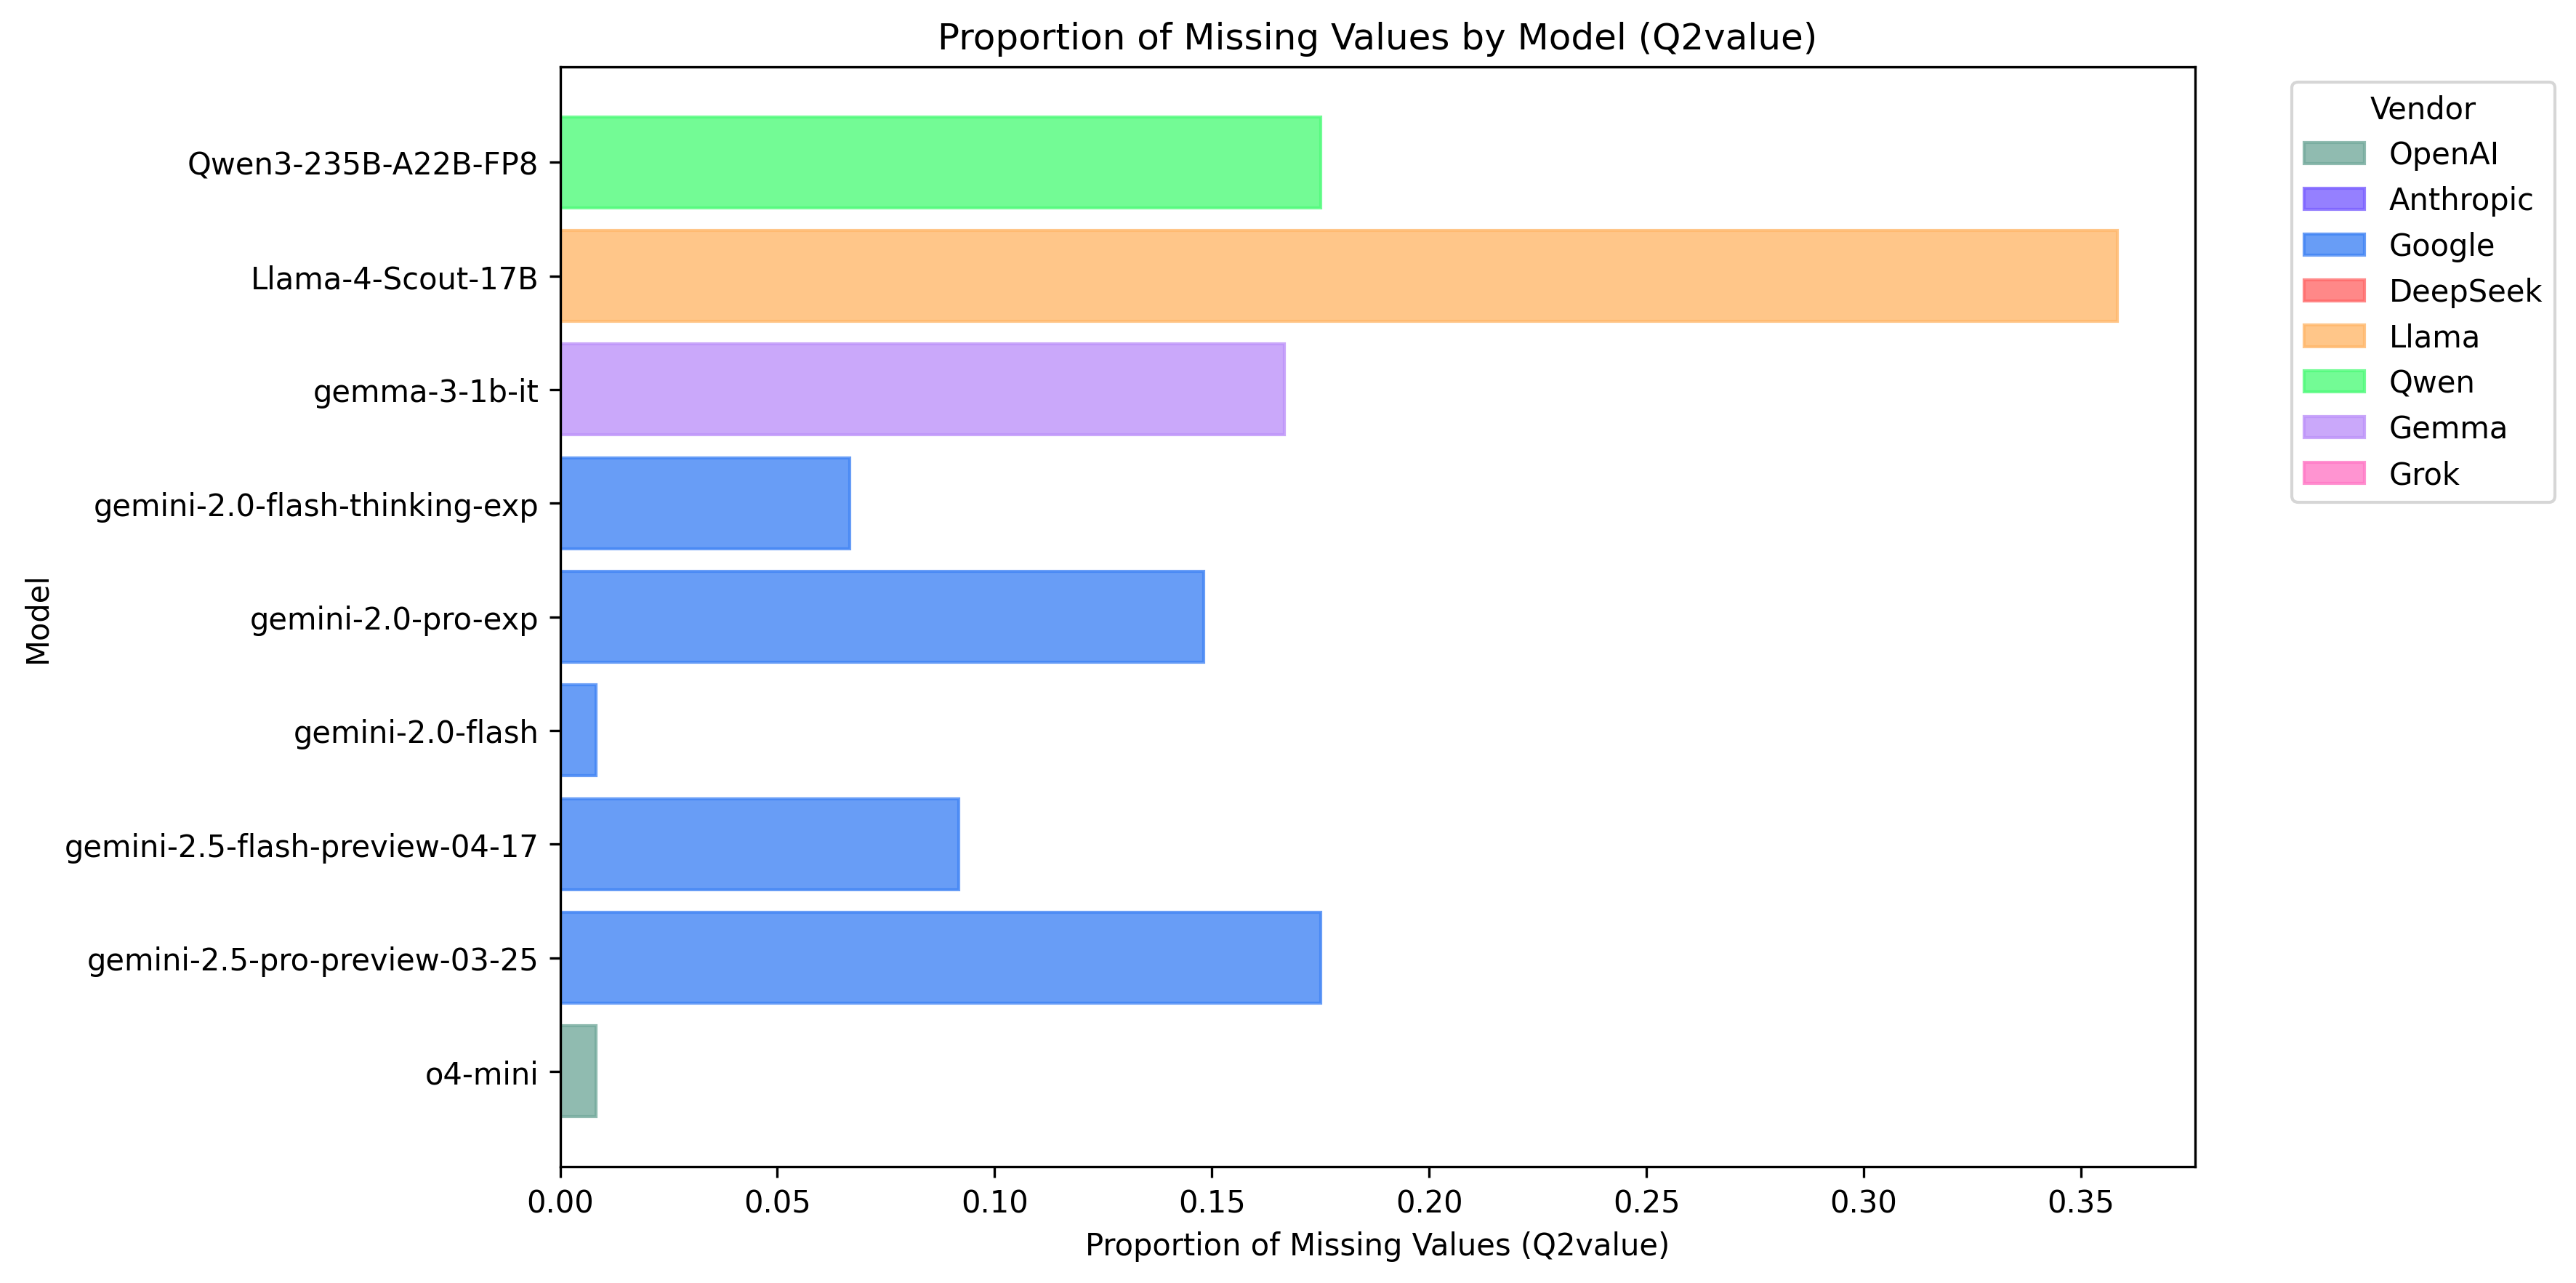 Proportion of Missing Values by Model (Q2value)
Vendor
OpenAI
Anthropic
Google
DeepSeek
Llama
Qwen
Gemma
Grok
Model
Qwen3-235B-A22B-FP8
Llama-4-Scout-17B
gemma-3-1b-it
gemini-2.0-flash-thinking-exp
gemini-2.0-pro-exp
gemini-2.0-flash
gemini-2.5-flash-preview-04-17
gemini-2.5-pro-preview-03-25
o4-mini
0.00 0.05 0.10 0.15 0.20 0.25 0.30 0.35
Proportion of Missing Values (Q2value)